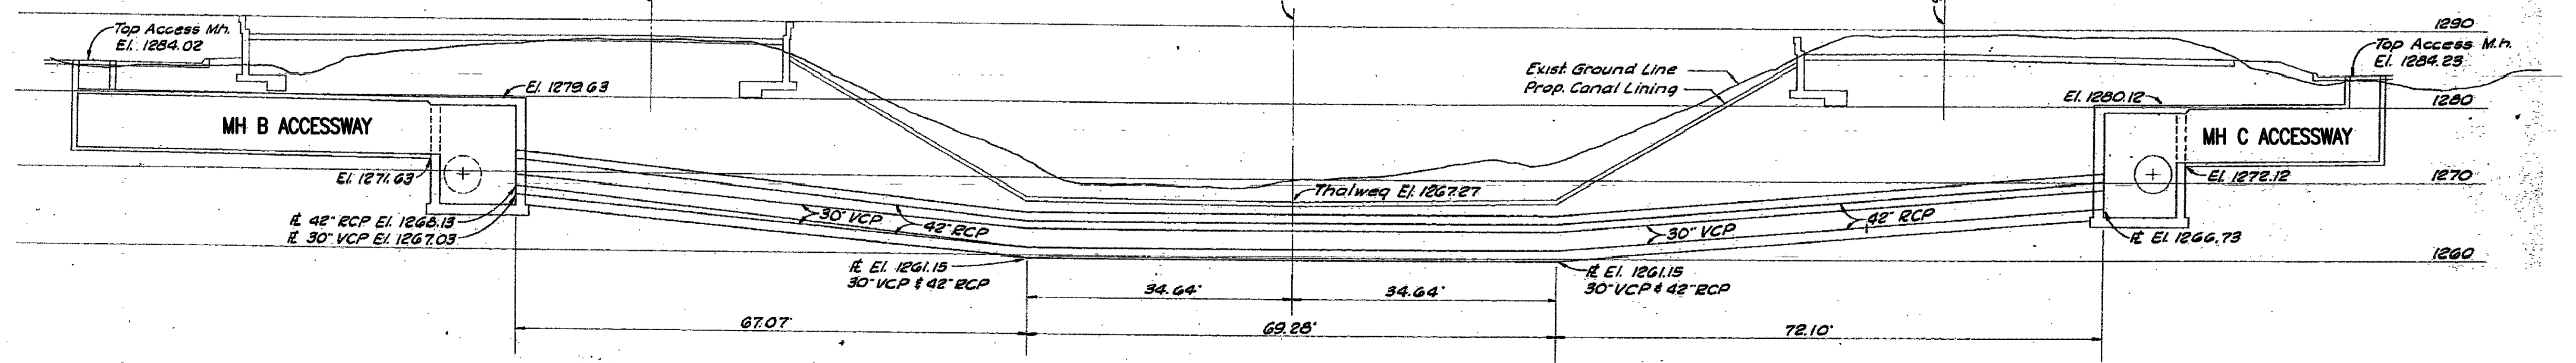 1290
Top Access Mh.
El. 1284.02
Top Access M.h.
El. 1284.23
Exist. Ground Line
Prop. Canal Lining
El. 1279.63
El. 1280.12
1280
MH B ACCESSWAY
MH C ACCESSWAY
El. 1271.63
Thalweg El. 1267.27
El. 1272.12
1270
42" RCP El. 1268.13
30" VCP El. 1267.03
30" VCP
42" RCP
30" VCP
42" RCP
El. 1266.73
1260
El. 1261.15
30" VCP & 42" RCP
El. 1261.15
30" VCP & 42" RCP
34.64'
34.64'
67.07'
69.28'
72.10'